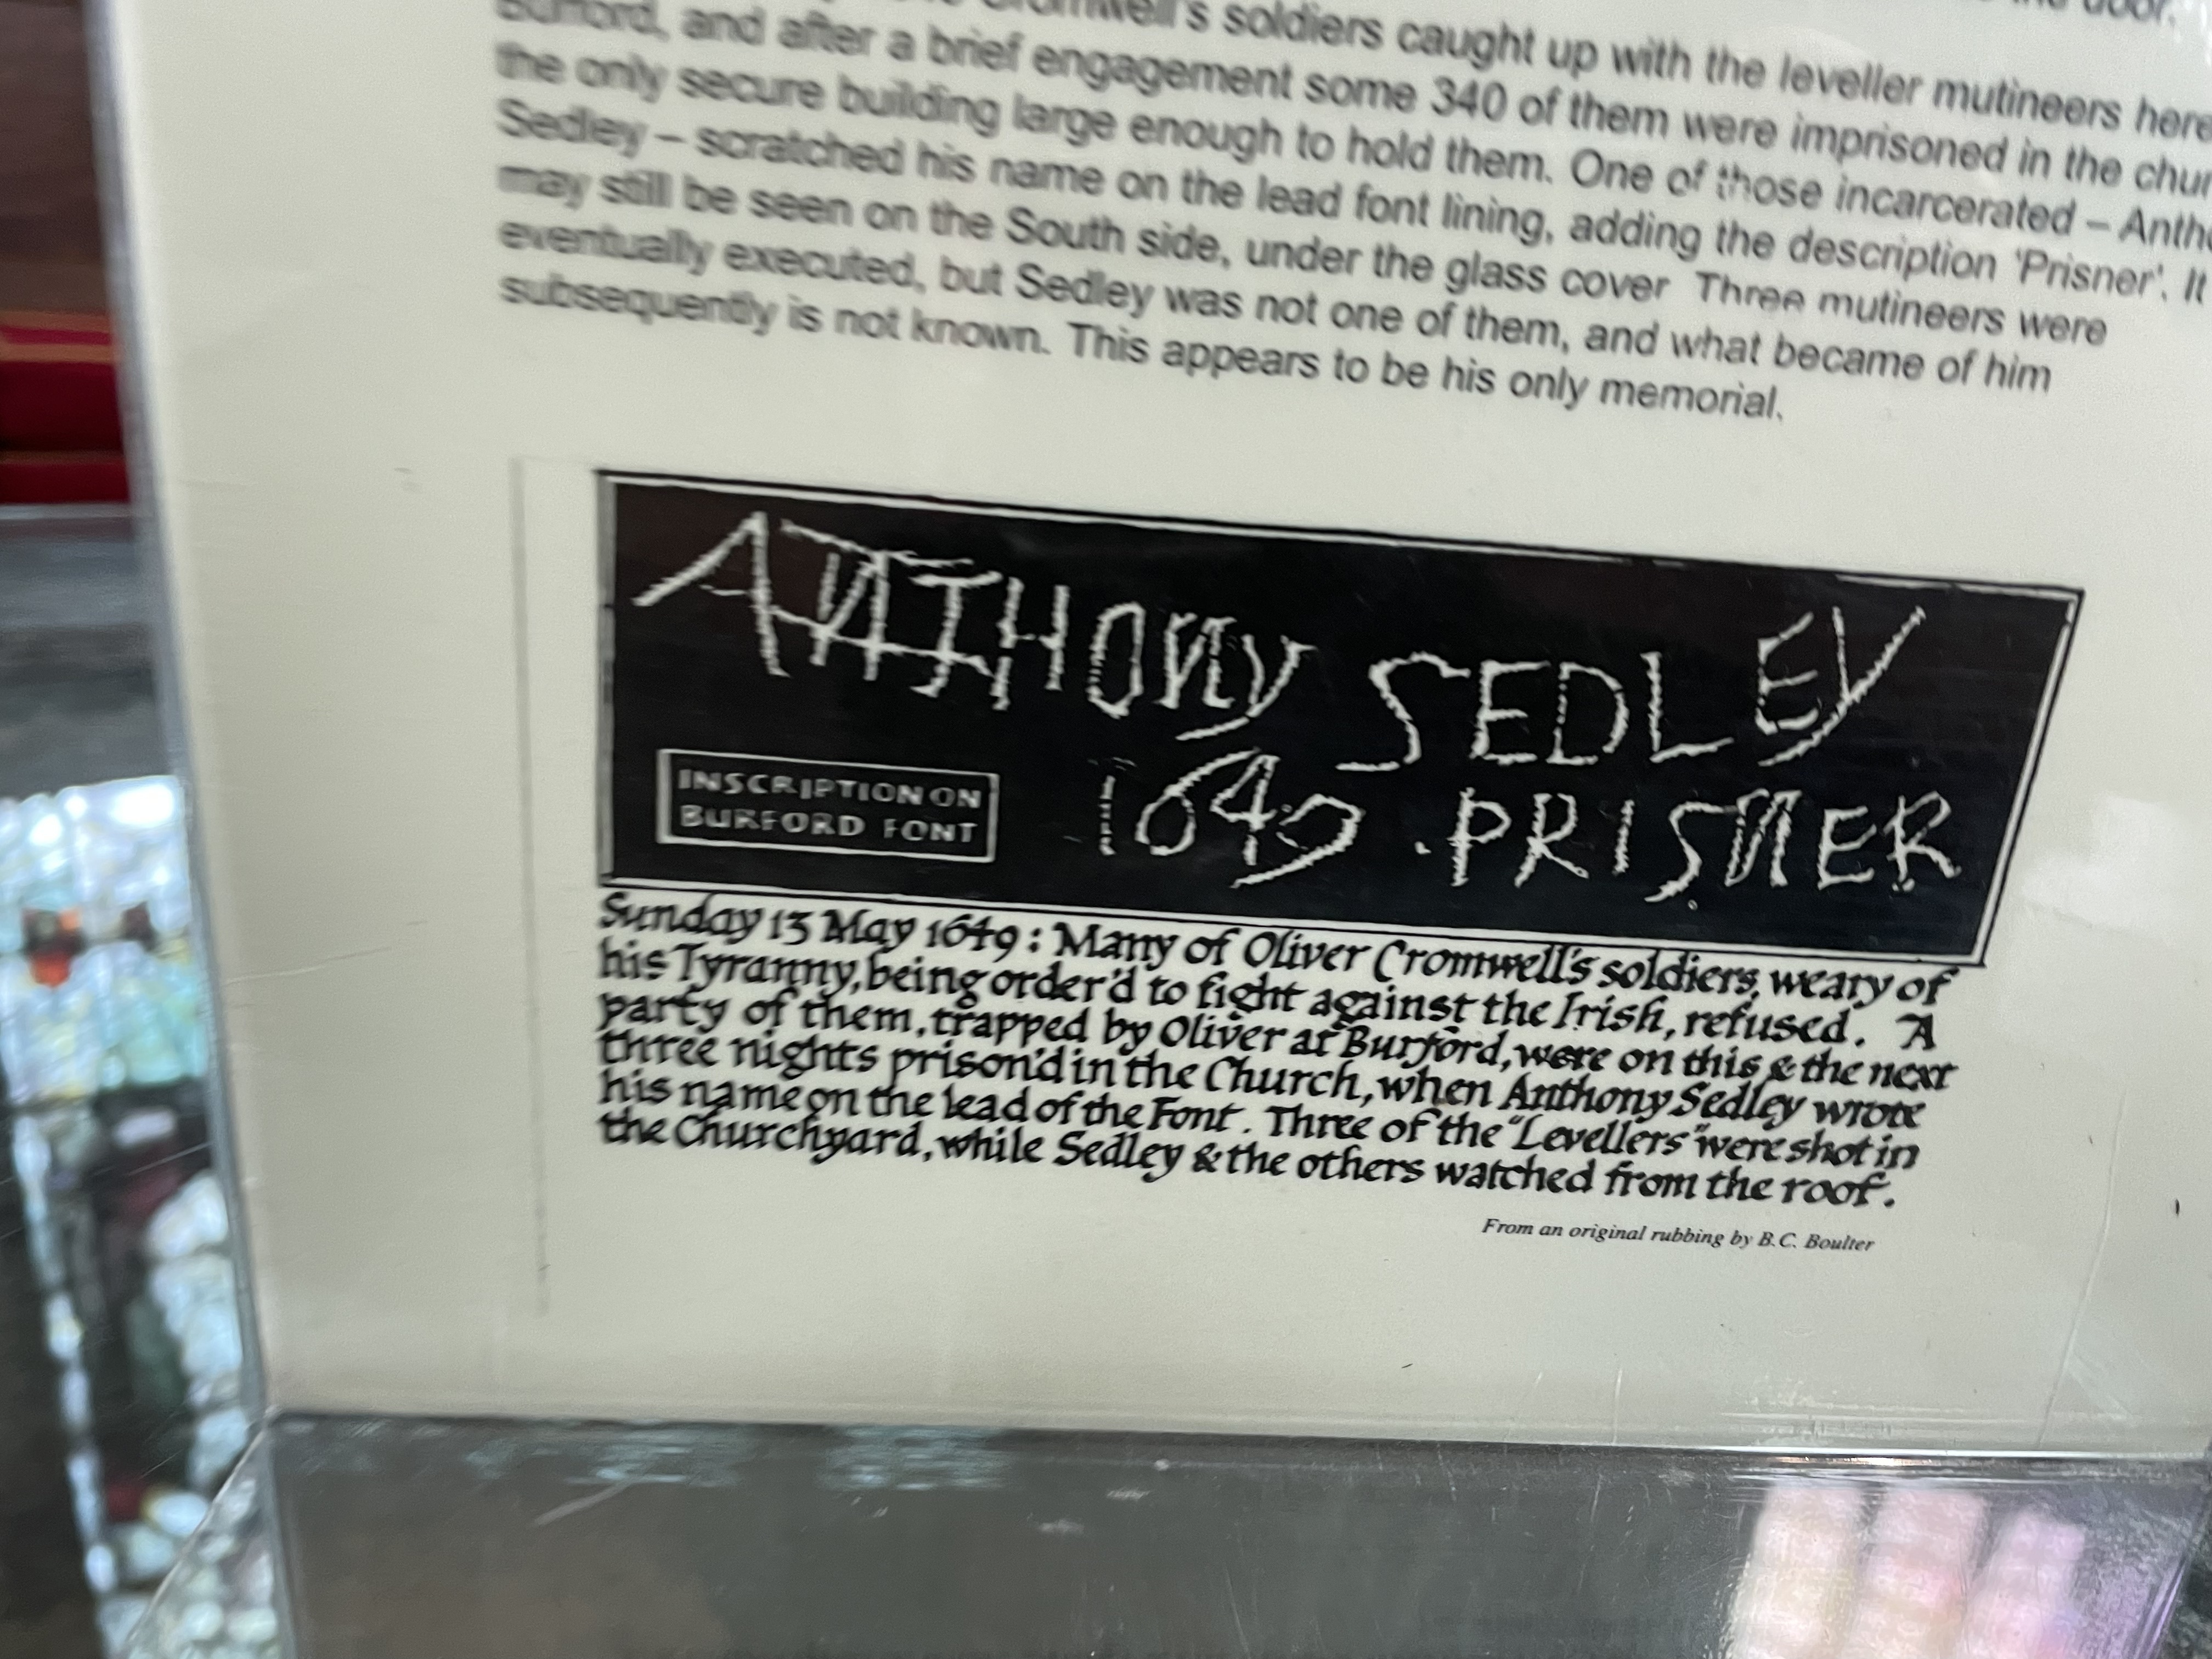 the door.
Cromwell's soldiers caught up with the leveller mutineers here
Burford, and after a brief engagement some 340 of them were imprisoned in the
the only secure building large enough to hold them. One of those incarcerated –
Sedley – scratched his name on the lead font lining, adding the description 'Prisner'. It
may still be seen on the South side, under the glass cover Three mutineers were
eventually executed, but Sedley was not one of them, and what became of him
subsequently is not known. This appears to be his only memorial.
ANTHONY SEDLEY
1649 . PRISNER
INSCRIPTION ON
BURFORD FONT
Sunday 13 May 1649 : Many of Oliver Cromwell's soldiers, weary of
his Tyranny, being order'd to fight against the Irish, refused. A
party of them, trapped by Oliver at Burford, were on this & the next
three nights prison'd in the Church, when Anthony Sedley wrote
his name on the lead of the Font. Three of the "Levellers" were shot in
the Churchyard, while Sedley & the others watched from the roof.
From an original rubbing by B.C. Boulter